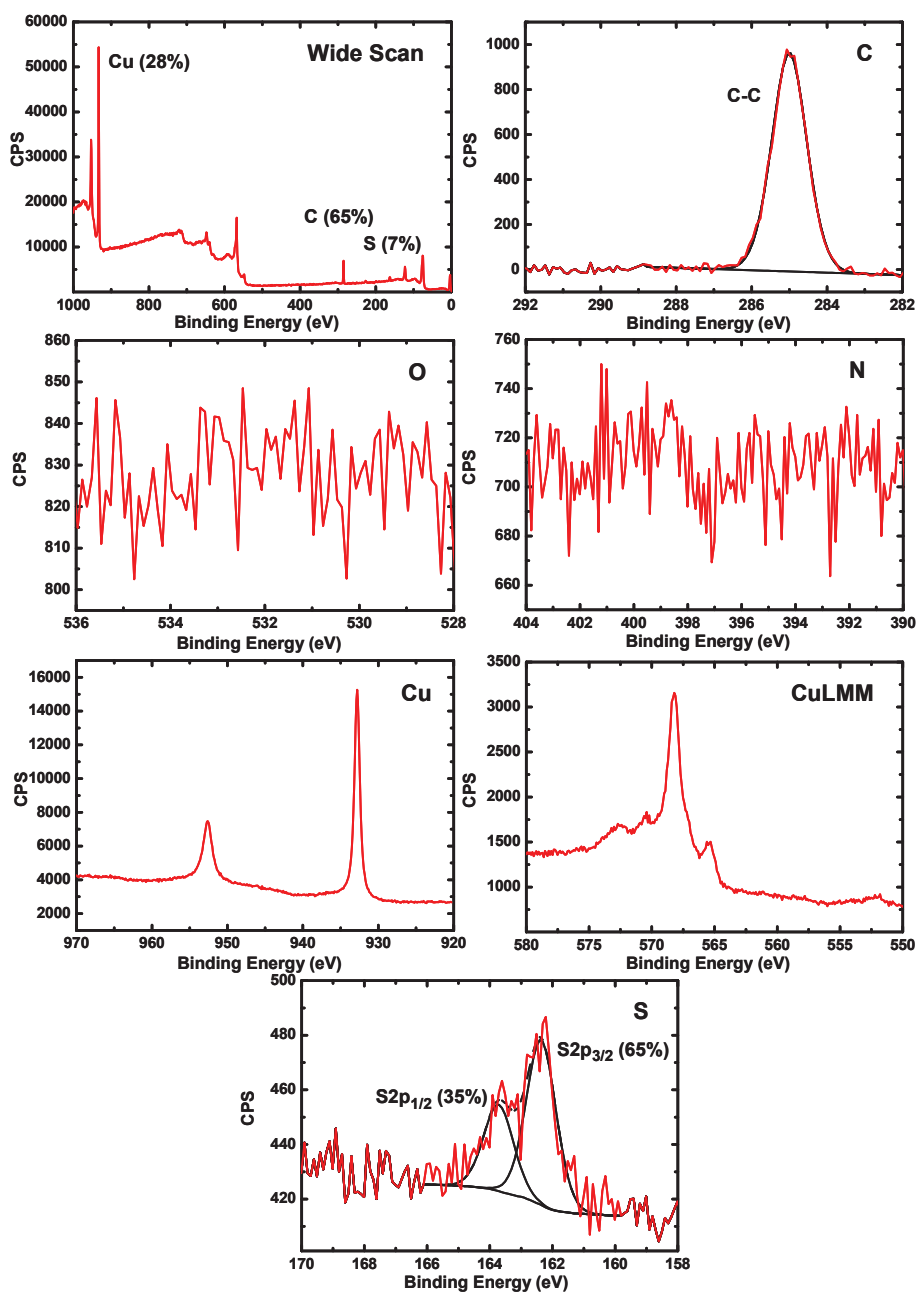 Wide Scan
Cu (28%)
C (65%)
S (7%)
CPS
60000
50000
40000
30000
20000
10000
0
1000 800 600 400 200 0
Binding Energy (eV)
C
C-C
CPS
1000
800
600
400
200
0
292 290 288 286 284 282
Binding Energy (eV)
O
CPS
860
850
840
830
820
810
800
536 534 532 530 528
Binding Energy (eV)
N
CPS
760
740
720
700
680
660
640
404 402 400 398 396 394 392 390
Binding Energy (eV)
Cu
CPS
16000
14000
12000
10000
8000
6000
4000
2000
970 960 950 940 930 920
Binding Energy (eV)
CuLMM
CPS
3500
3000
2500
2000
1500
1000
580 575 570 565 560 555 550
Binding Energy (eV)
S
S2p3/2 (65%)
S2p1/2 (35%)
CPS
500
480
460
440
420
170 168 166 164 162 160 158
Binding Energy (eV)